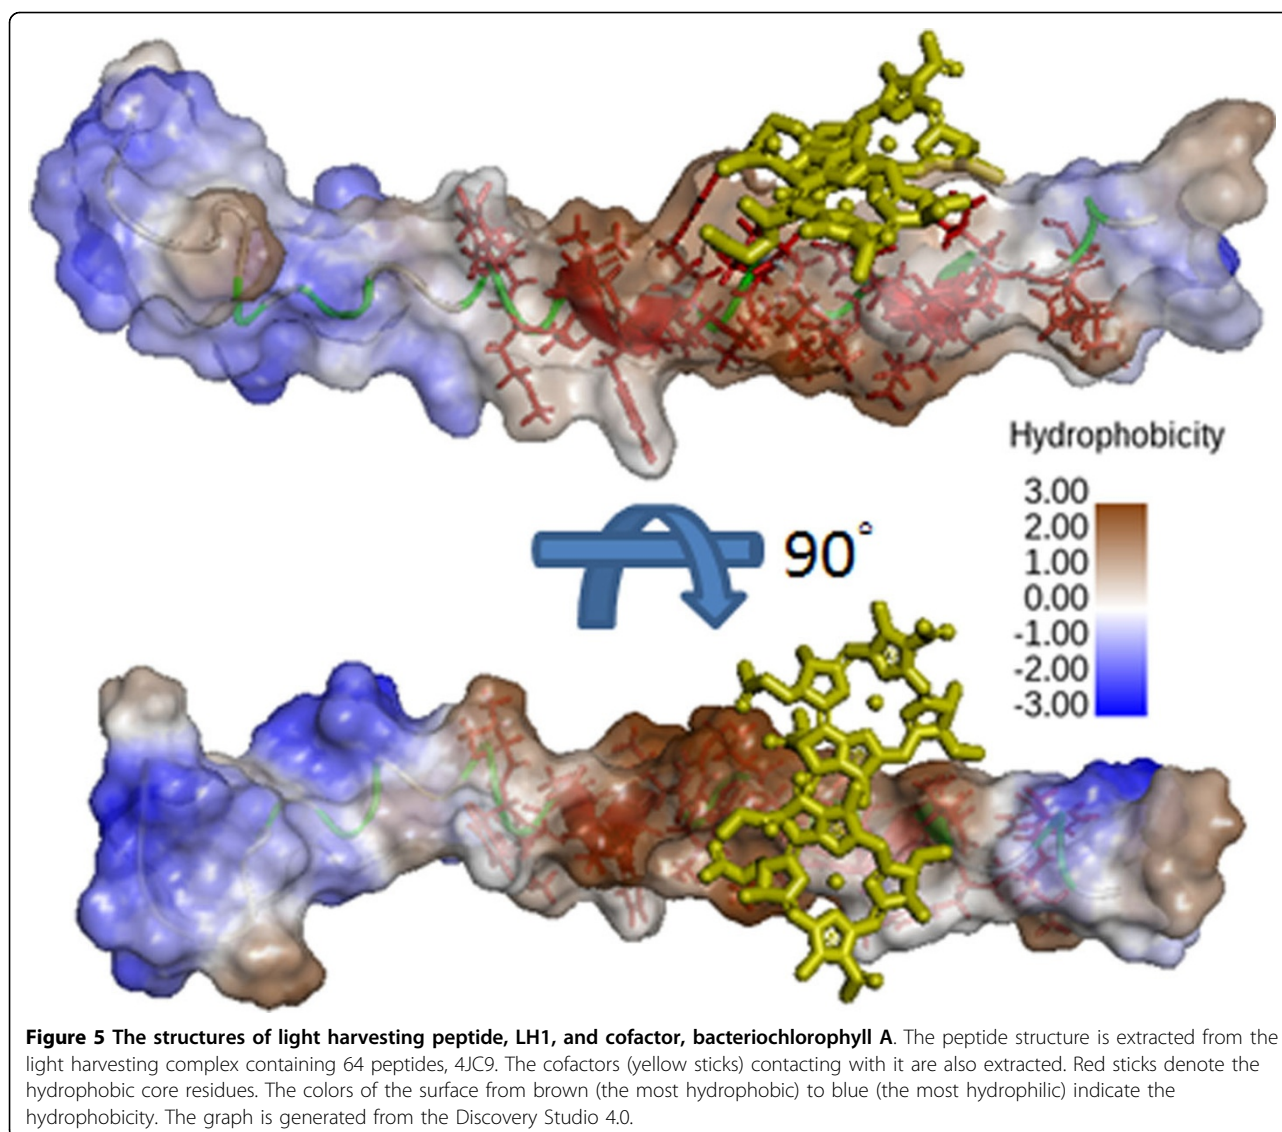 Hydrophobicity
3.00
2.00
1.00
0.00
-1.00
-2.00
-3.00
90°
Figure 5 The structures of light harvesting peptide, LH1, and cofactor, bacteriochlorophyll A. The peptide structure is extracted from the
light harvesting complex containing 64 peptides, 4JC9. The cofactors (yellow sticks) contacting with it are also extracted. Red sticks denote the
hydrophobic core residues. The colors of the surface from brown (the most hydrophobic) to blue (the most hydrophilic) indicate the
hydrophobicity. The graph is generated from the Discovery Studio 4.0.